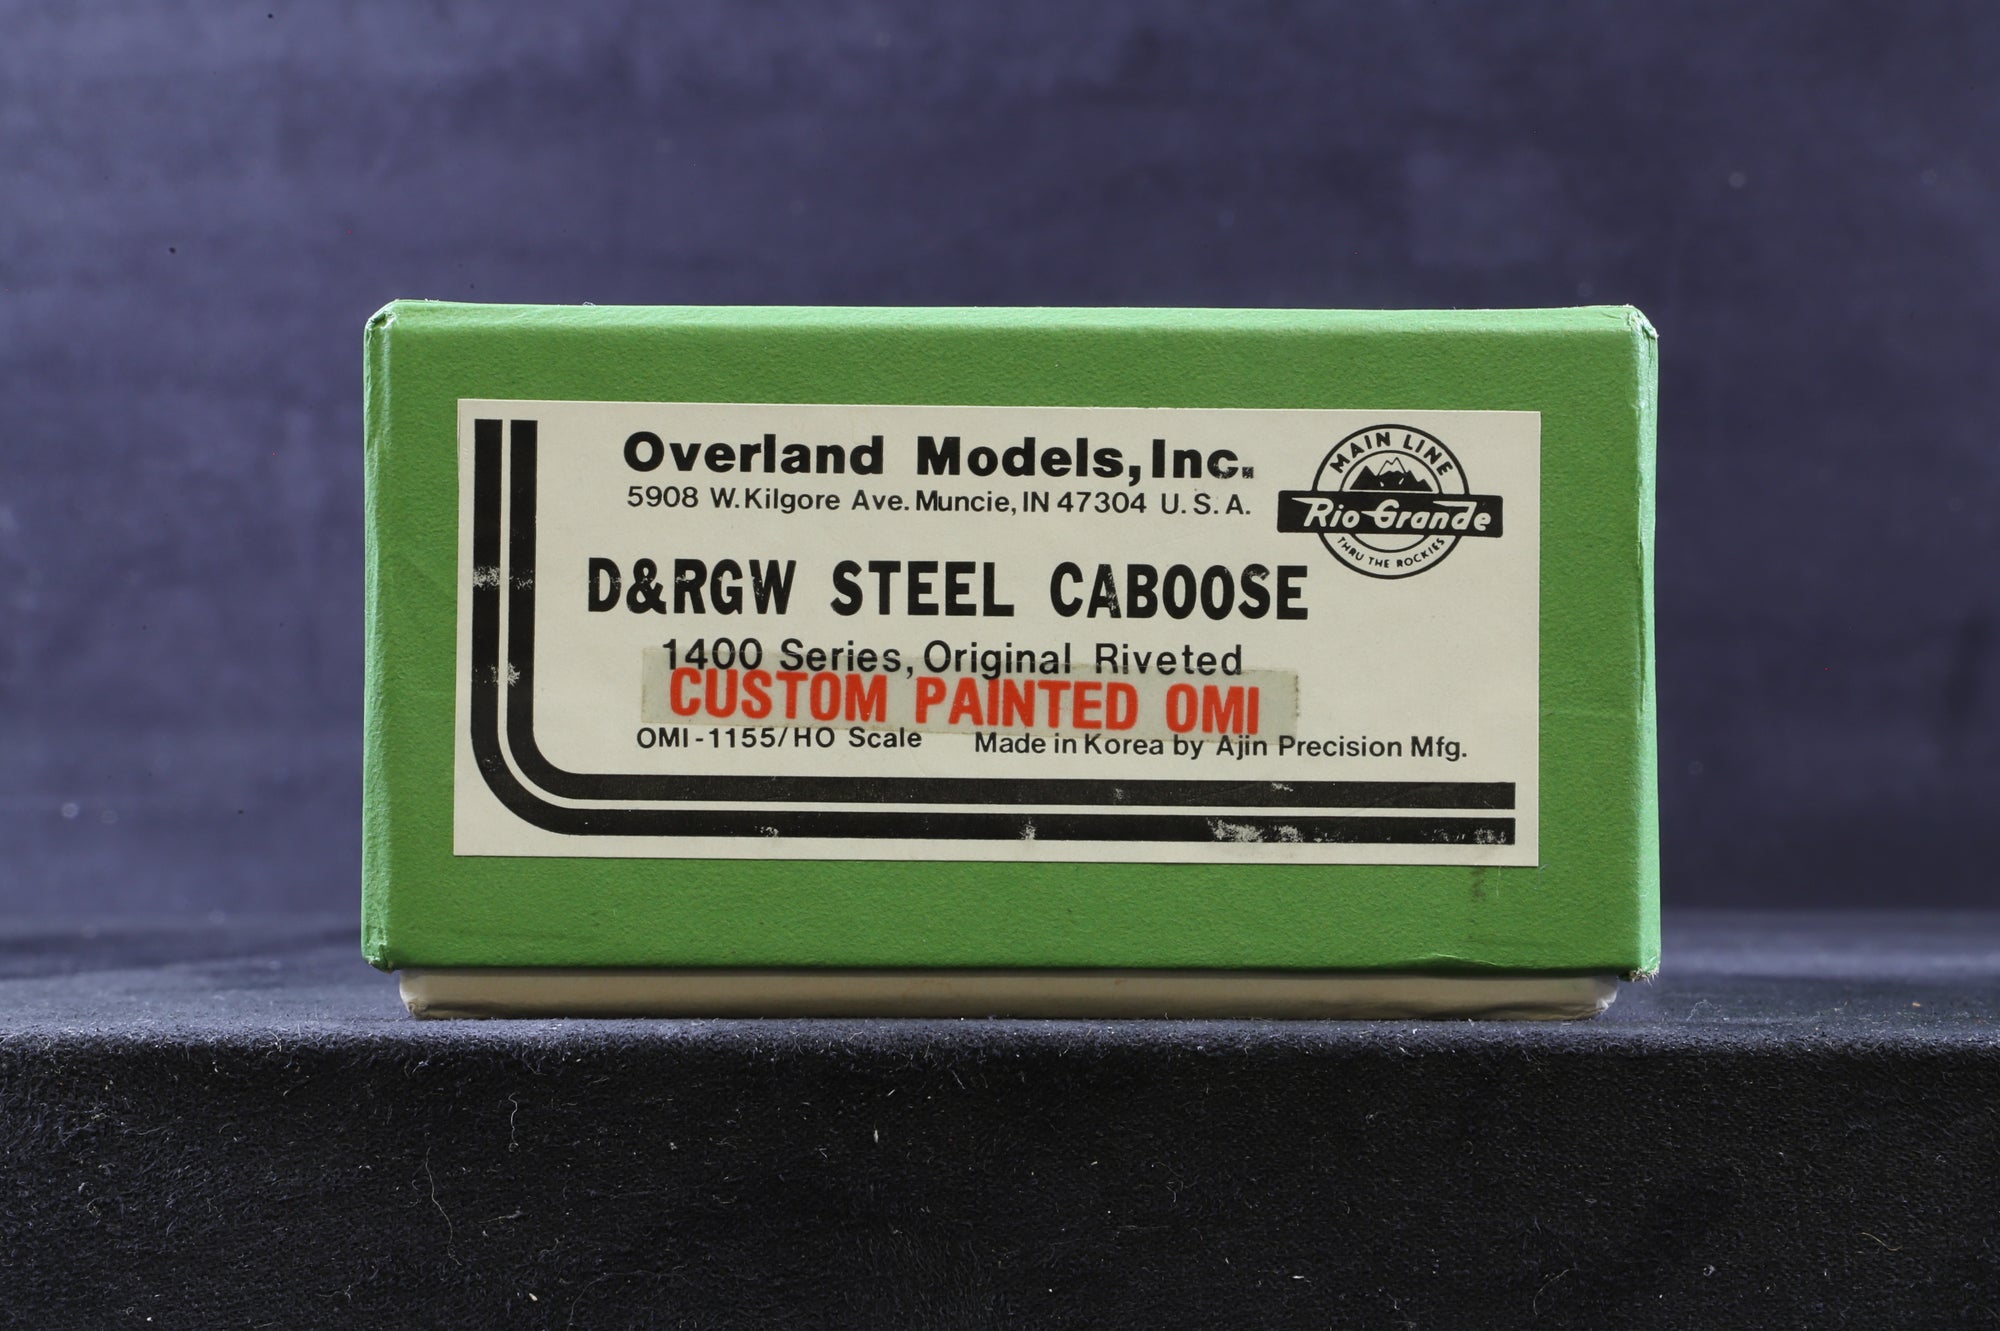 Overland Models, Inc.
5908 W. Kilgore Ave. Muncie, IN 47304 U.S.A.
MAIN LINE
Rio Grande
THRU THE ROCKIES
D&RGW STEEL CABOOSE
1400 Series, Original Riveted
CUSTOM PAINTED OMI
OMI-1155/HO Scale Made in Korea by Ajin Precision Mfg.